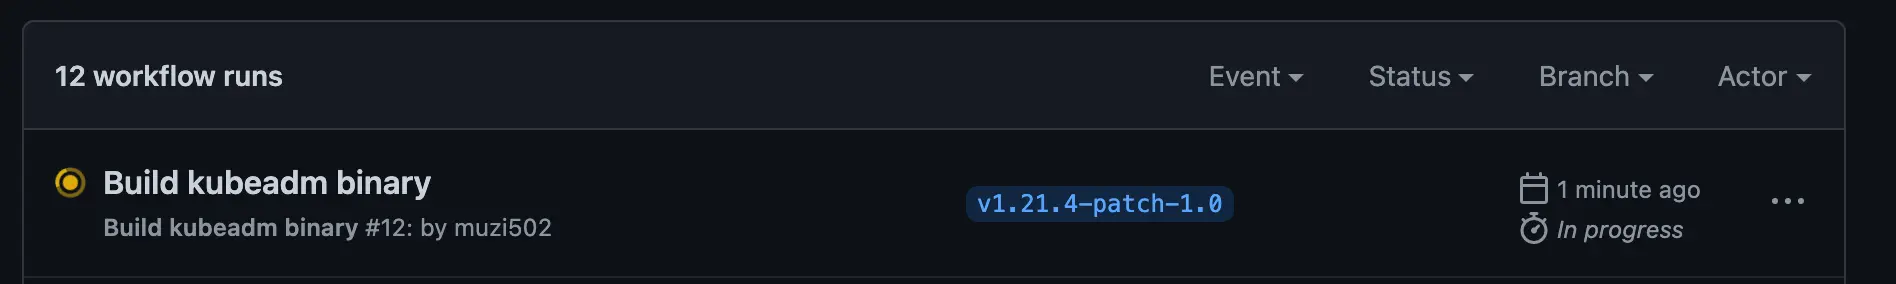 12 workflow runs
Event
Status
Branch
Actor
Build kubeadm binary
Build kubeadm binary #12: by muzi502
v1.21.4-patch-1.0
1 minute ago
In progress